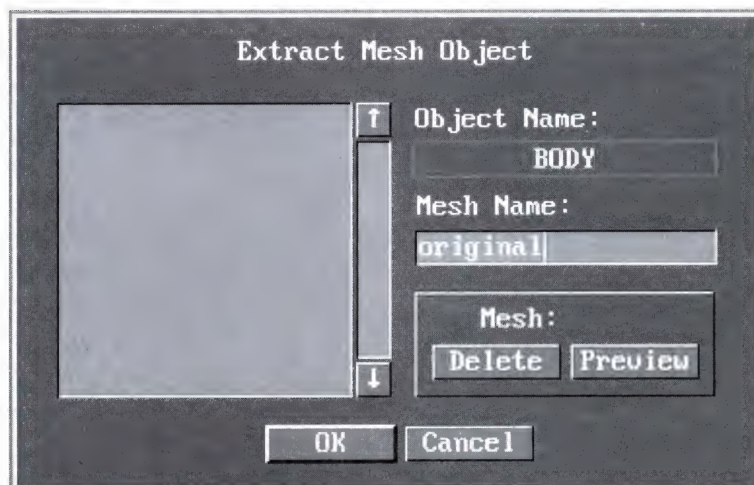 Extract Mesh Object
↑
Object Name:
BODY
Mesh Name:
original
Mesh:
Delete Preview
↓
OK Cancel